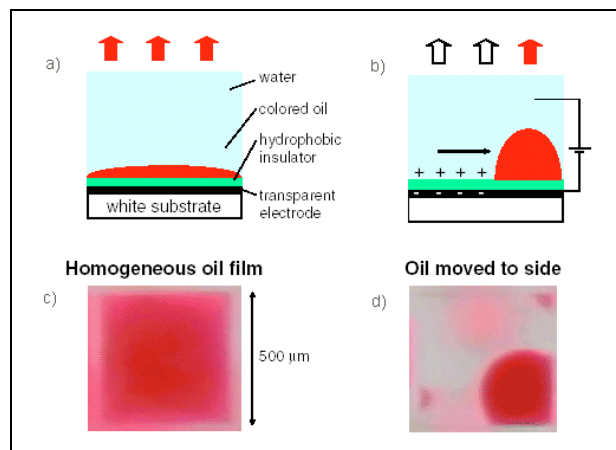 a)
b)
water
colored oil
hydrophobic
insulator
transparent
electrode
white substrate
+ + + +
- - - -
Homogeneous oil film
Oil moved to side
c)
d)
500 µm